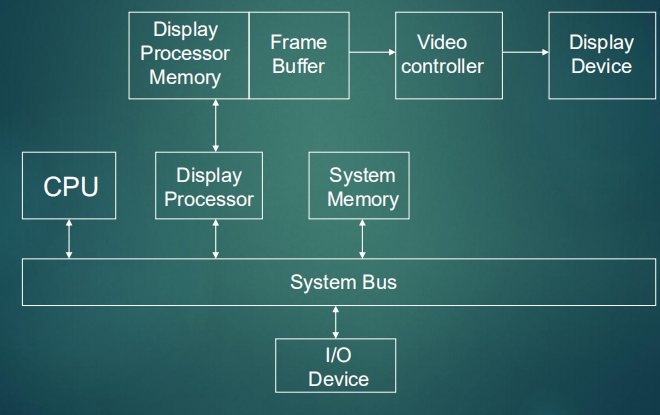 Display
Processor
Memory
Frame
Buffer
Video
controller
Display
Device
CPU
Display
Processor
System
Memory
System Bus
I/O
Device